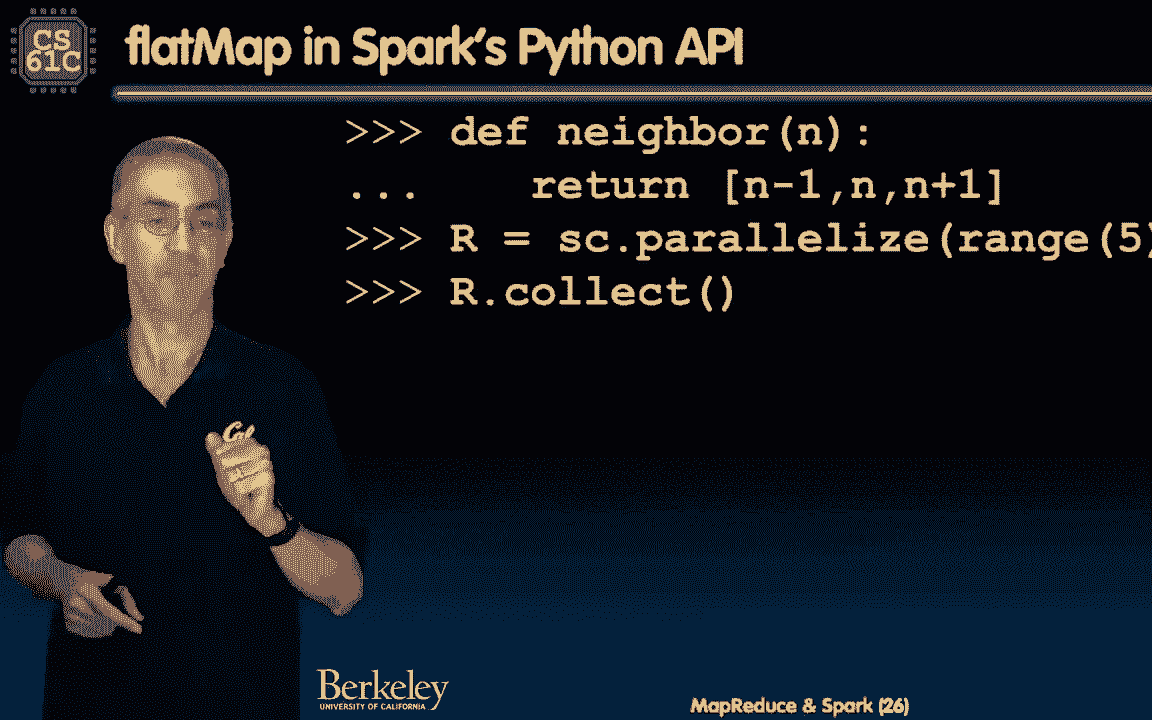 CS
61C
flatMap in Spark's Python API
>>> def neighbor(n):
...    return [n-1,n,n+1]
>>> R = sc.parallelize(range(5)
>>> R.collect()
Cal
Berkeley
UNIVERSITY OF CALIFORNIA
MapReduce & Spark (26)